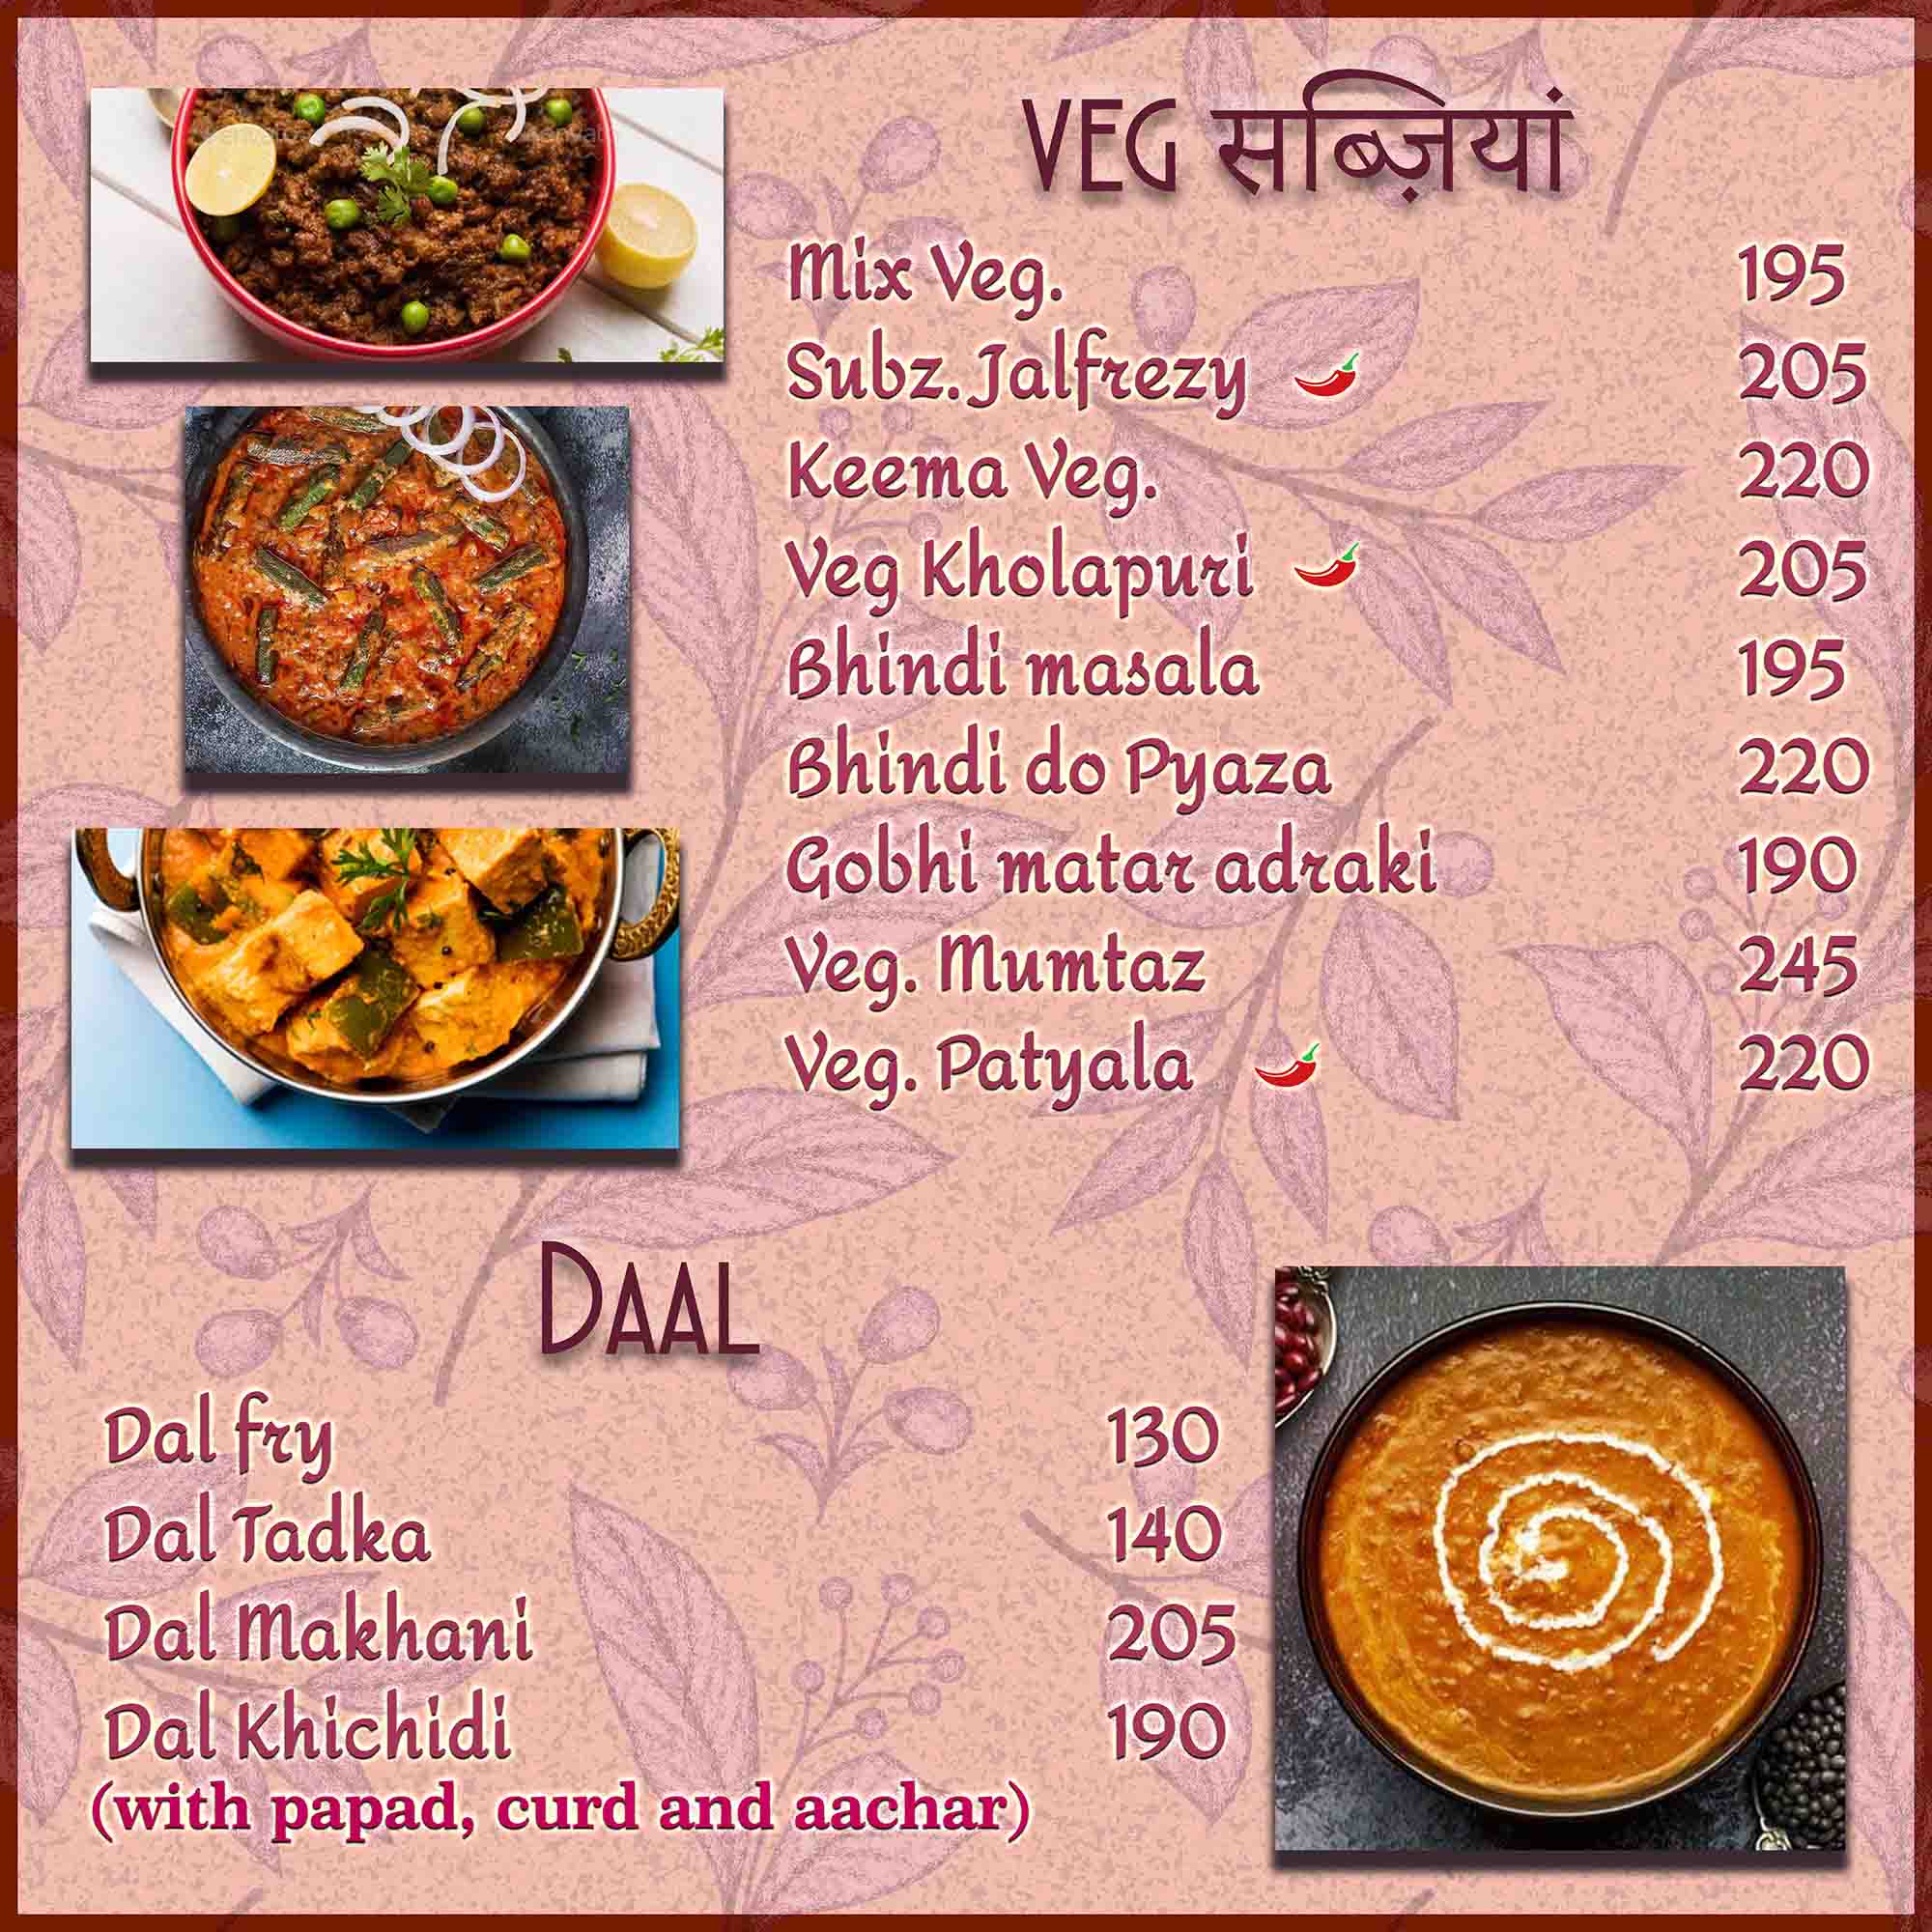 VEG सब्ज़ियां
Mix Veg. 195
Subz.Jalfrezy 205
Keema Veg. 220
Veg Kholapuri 205
Bhindi masala 195
Bhindi do Pyaza 220
Gobhi matar adraki 190
Veg. Mumtaz 245
Veg. Patyala 220
DAAL
Dal fry 130
Dal Tadka 140
Dal Makhani 205
Dal Khichidi 190
(with papad, curd and aachar)